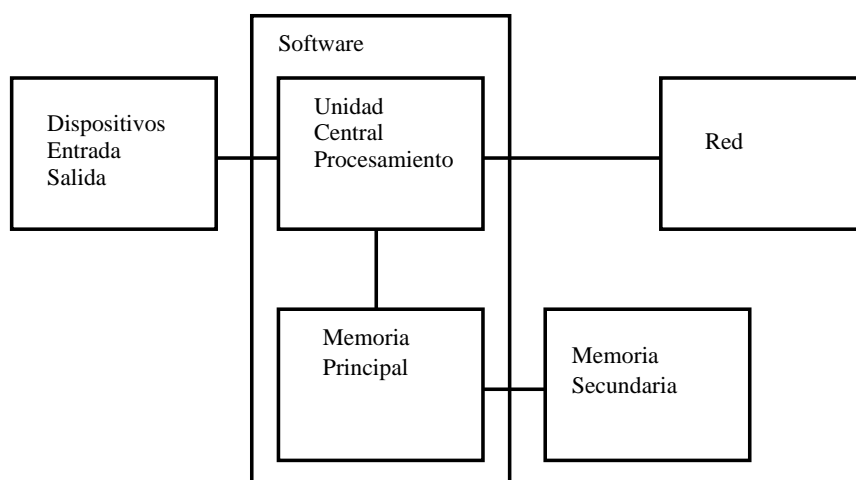 Software
Dispositivos
Entrada
Salida
Unidad
Central
Procesamiento
Red
Memoria
Principal
Memoria
Secundaria